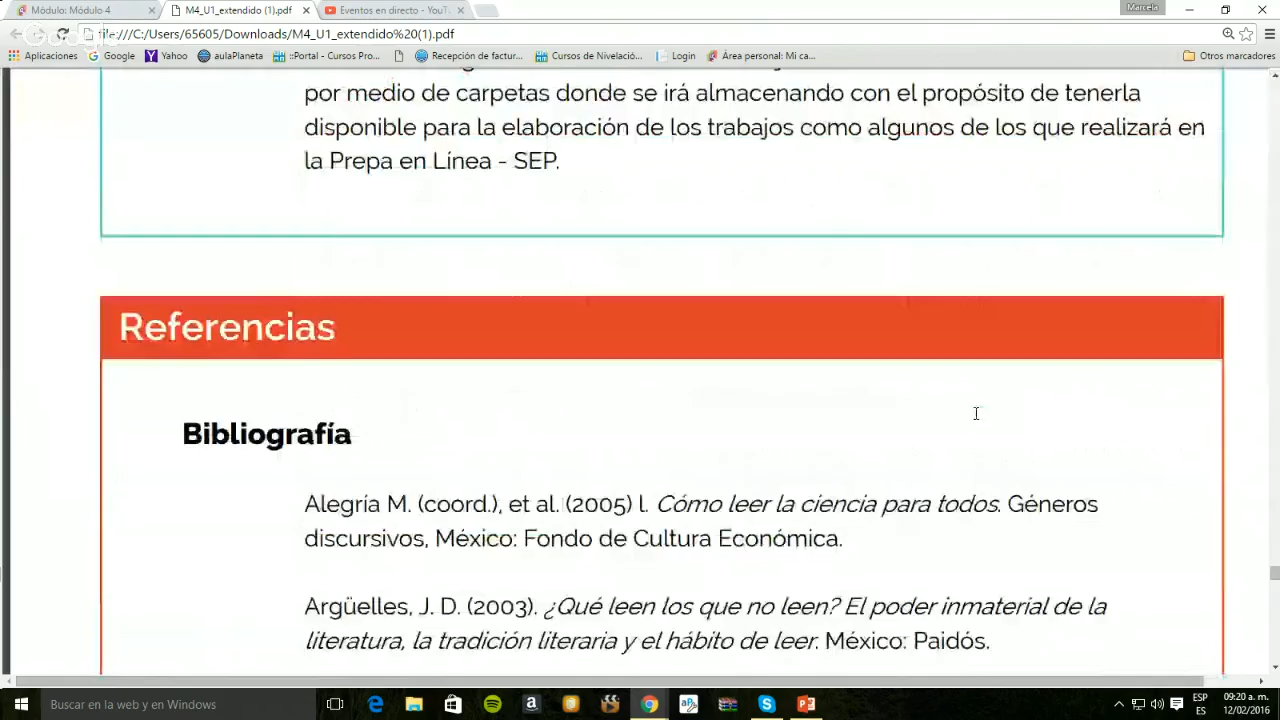 Módulo: Módulo 4
M4_U1_extendido (1).pdf
Eventos en directo - YouTu
Marcela
file:///C:/Users/65605/Downloads/M4_U1_extendido%20(1).pdf
Aplicaciones Google Yahoo aulaPlaneta ::Portal - Cursos Pro... Recepción de factur... Cursos de Nivelació... Login Área personal: Mi ca... Otros marcadores
por medio de carpetas donde se irá almacenando con el propósito de tenerla
disponible para la elaboración de los trabajos como algunos de los que realizará en
la Prepa en Línea - SEP.
Referencias
Bibliografía
Alegría M. (coord.), et al. (2005) l. Cómo leer la ciencia para todos. Géneros
discursivos, México: Fondo de Cultura Económica.
Argüelles, J. D. (2003). ¿Qué leen los que no leen? El poder inmaterial de la
literatura, la tradición literaria y el hábito de leer. México: Paidós.
Buscar en la web y en Windows
ESP
ES
09:20 a. m.
12/02/2016